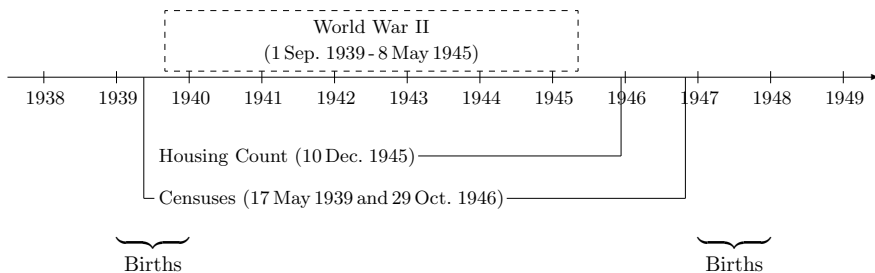 World War II
(1 Sep. 1939 - 8 May 1945)
1938 1939 1940 1941 1942 1943 1944 1945 1946 1947 1948 1949
Housing Count (10 Dec. 1945)
Censuses (17 May 1939 and 29 Oct. 1946)
Births Births